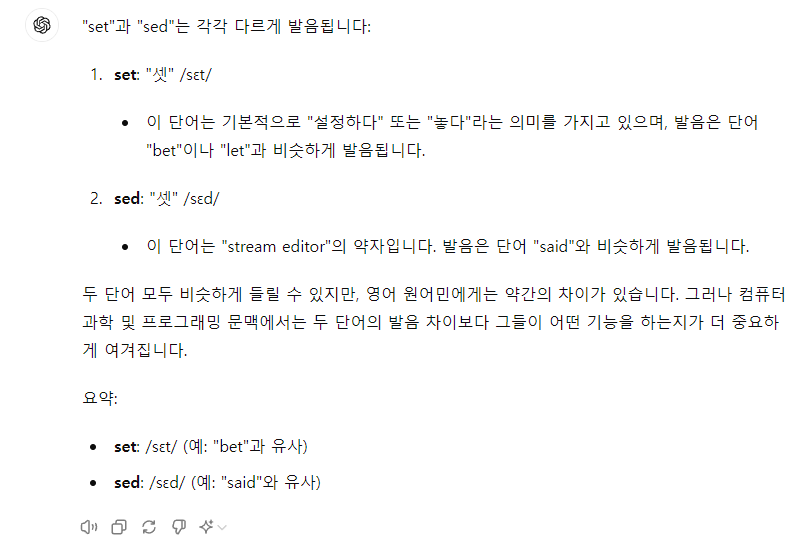 "set"과 "sed"는 각각 다르게 발음됩니다:
1. set: "셋" /sɛt/
• 이 단어는 기본적으로 "설정하다" 또는 "놓다"라는 의미를 가지고 있으며, 발음은 단어
"bet"이나 "let"과 비슷하게 발음됩니다.
2. sed: "셋" /sɛd/
• 이 단어는 "stream editor"의 약자입니다. 발음은 단어 "said"와 비슷하게 발음됩니다.
두 단어 모두 비슷하게 들릴 수 있지만, 영어 원어민에게는 약간의 차이가 있습니다. 그러나 컴퓨터
과학 및 프로그래밍 문맥에서는 두 단어의 발음 차이보다 그들이 어떤 기능을 하는지가 더 중요하
게 여겨집니다.
요약:
• set: /sɛt/ (예: "bet"과 유사)
• sed: /sɛd/ (예: "said"와 유사)